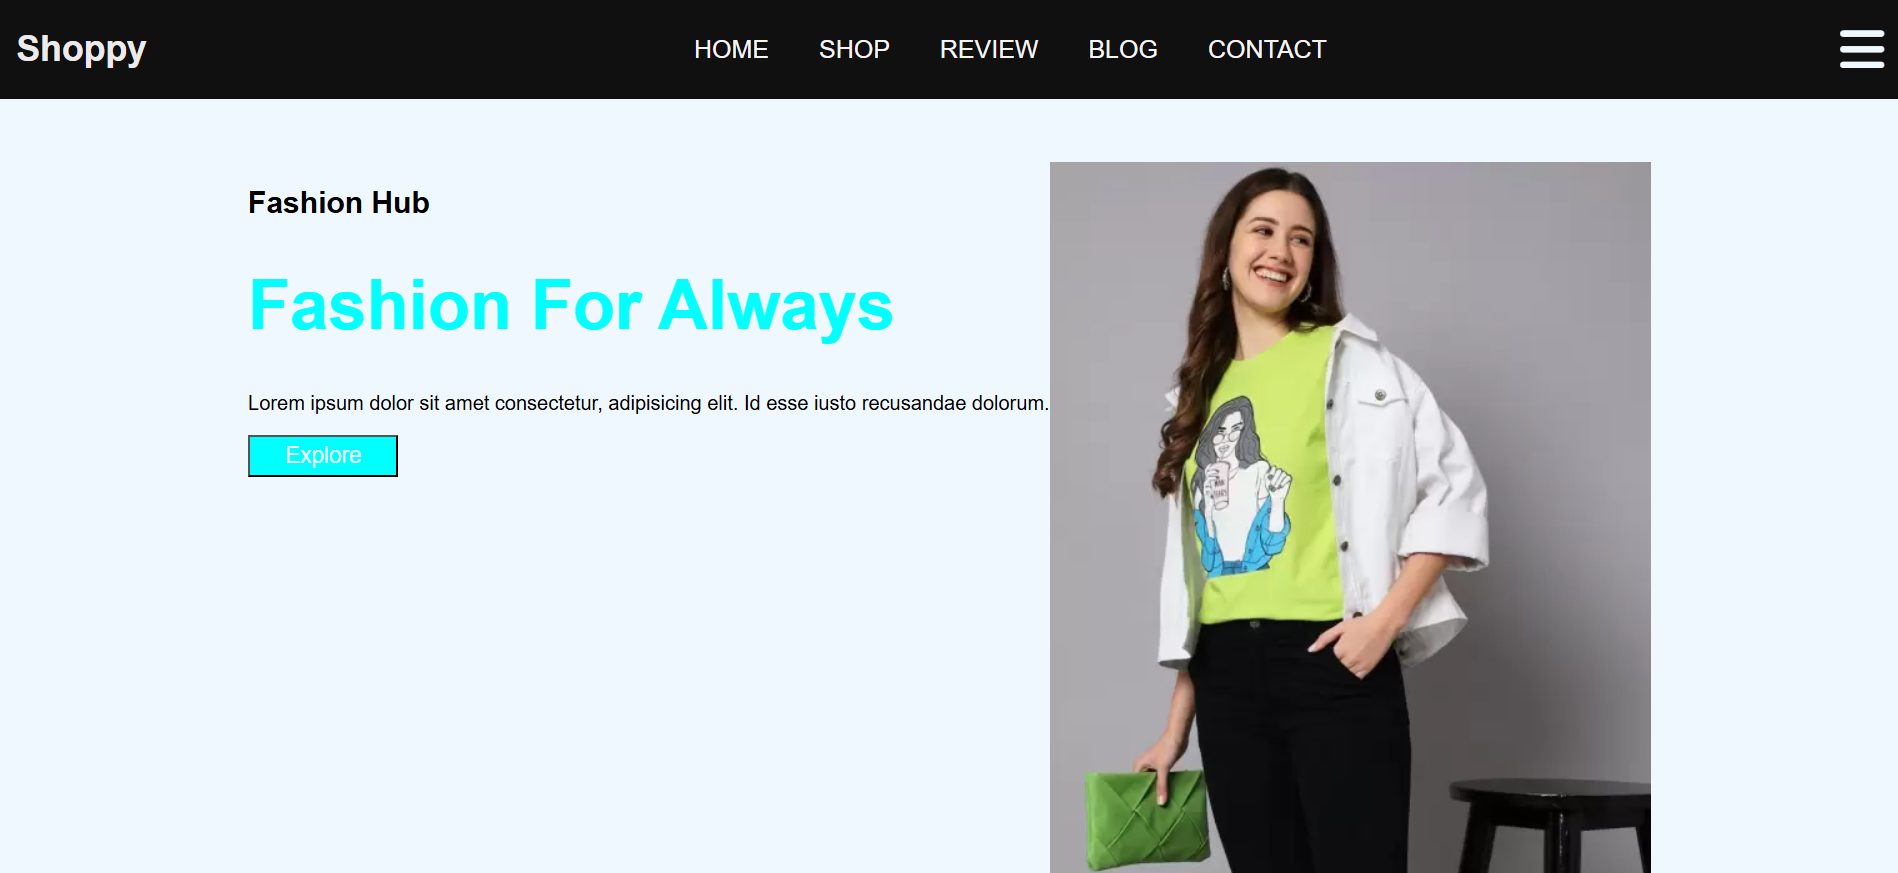 Shoppy
HOME SHOP REVIEW BLOG CONTACT
Fashion Hub
Fashion For Always
Lorem ipsum dolor sit amet consectetur, adipisicing elit. Id esse iusto recusandae dolorum.
Explore